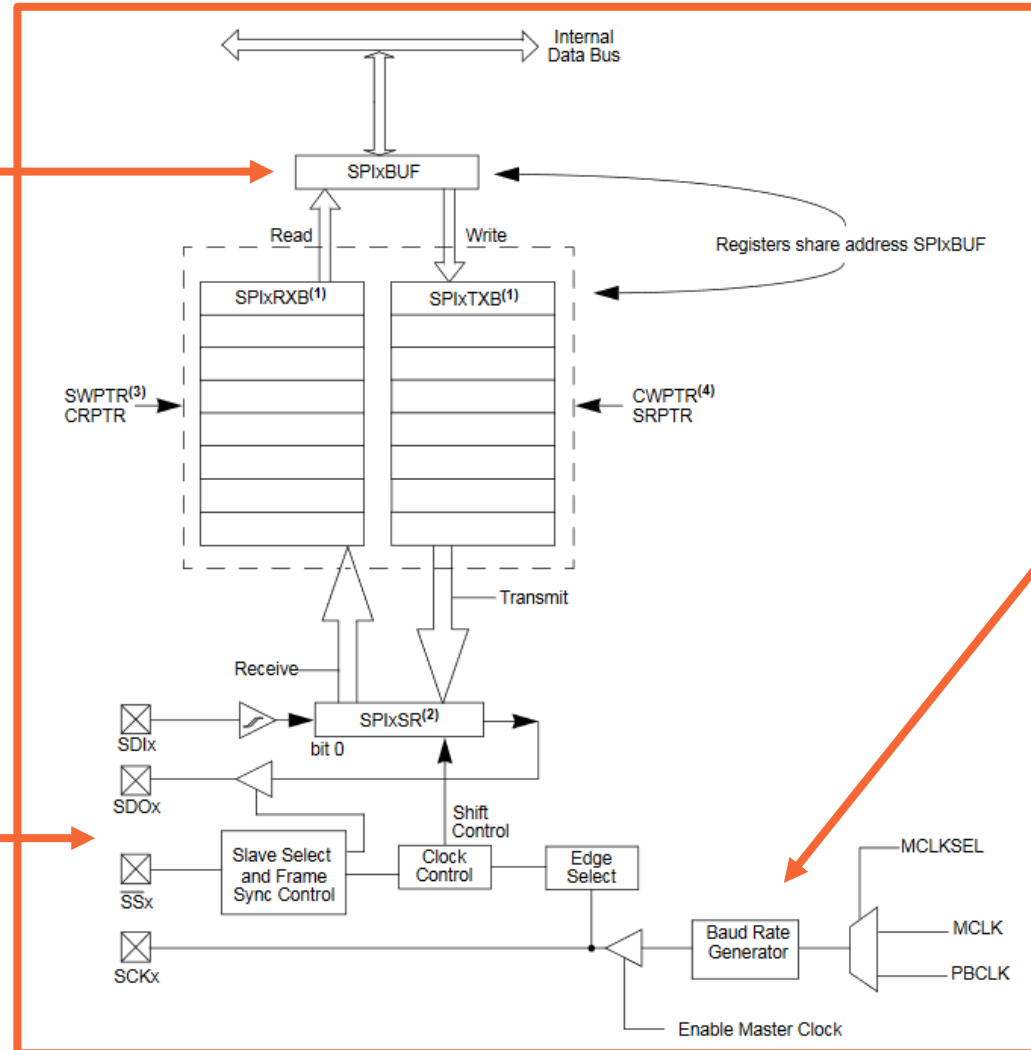 Internal
Data Bus
SPIxBUF
Read
Write
Registers share address SPIxBUF
SPIxRXB(1)
SPIxTXB(1)
SWPTR(3)
CRPTR
CWPTR(4)
SRPTR
Transmit
Receive
SPIxSR(2)
bit 0
SDIx
SDOx
Shift
Control
Slave Select
and Frame
Sync Control
Clock
Control
Edge
Select
MCLKSEL
SSx
Baud Rate
Generator
MCLK
SCKx
PBCLK
Enable Master Clock